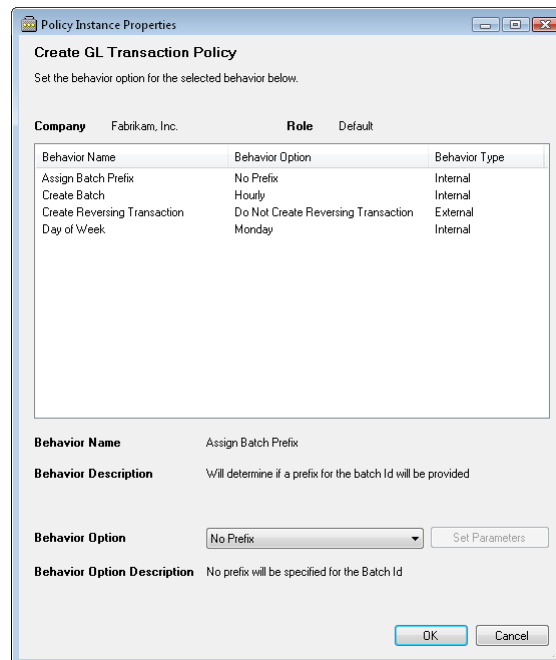 Policy Instance Properties
Create GL Transaction Policy
Set the behavior option for the selected behavior below.
Company Fabrikam, Inc. Role Default
Behavior Name Behavior Option Behavior Type
Assign Batch Prefix No Prefix Internal
Create Batch Hourly Internal
Create Reversing Transaction Do Not Create Reversing Transaction External
Day of Week Monday Internal
Behavior Name Assign Batch Prefix
Behavior Description Will determine if a prefix for the batch Id will be provided
Behavior Option No Prefix Set Parameters
Behavior Option Description No prefix will be specified for the Batch Id
OK Cancel